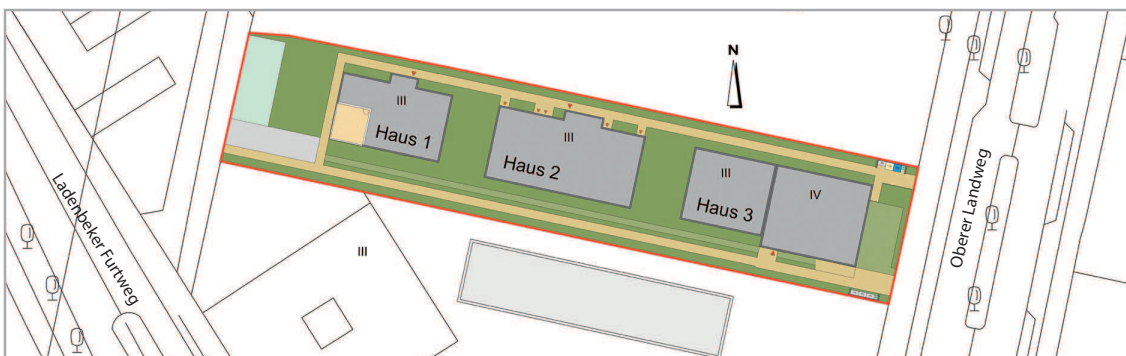 N
III
Haus 1
III
Haus 2
III
Haus 3
IV
III
Ladenbeker Furtweg
Oberer Landweg